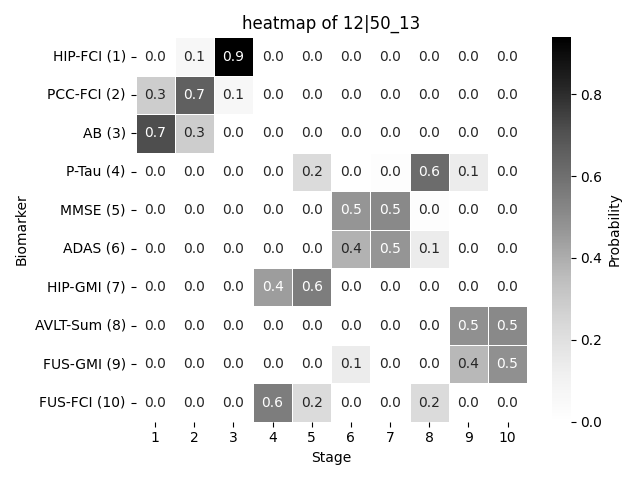 heatmap of 12|50_13
HIP-FCI (1) 0.0 0.1 0.9 0.0 0.0 0.0 0.0 0.0 0.0 0.0
PCC-FCI (2) 0.3 0.7 0.1 0.0 0.0 0.0 0.0 0.0 0.0 0.0
AB (3) 0.7 0.3 0.0 0.0 0.0 0.0 0.0 0.0 0.0 0.0
P-Tau (4) 0.0 0.0 0.0 0.0 0.2 0.0 0.0 0.6 0.1 0.0
MMSE (5) 0.0 0.0 0.0 0.0 0.0 0.5 0.5 0.0 0.0 0.0
ADAS (6) 0.0 0.0 0.0 0.0 0.0 0.4 0.5 0.1 0.0 0.0
HIP-GMI (7) 0.0 0.0 0.0 0.4 0.6 0.0 0.0 0.0 0.0 0.0
AVLT-Sum (8) 0.0 0.0 0.0 0.0 0.0 0.0 0.0 0.0 0.5 0.5
FUS-GMI (9) 0.0 0.0 0.0 0.0 0.0 0.1 0.0 0.0 0.4 0.5
FUS-FCI (10) 0.0 0.0 0.0 0.6 0.2 0.0 0.0 0.2 0.0 0.0
1 2 3 4 5 6 7 8 9 10
Stage
Biomarker
0.8
0.6
0.4
0.2
0.0
Probability